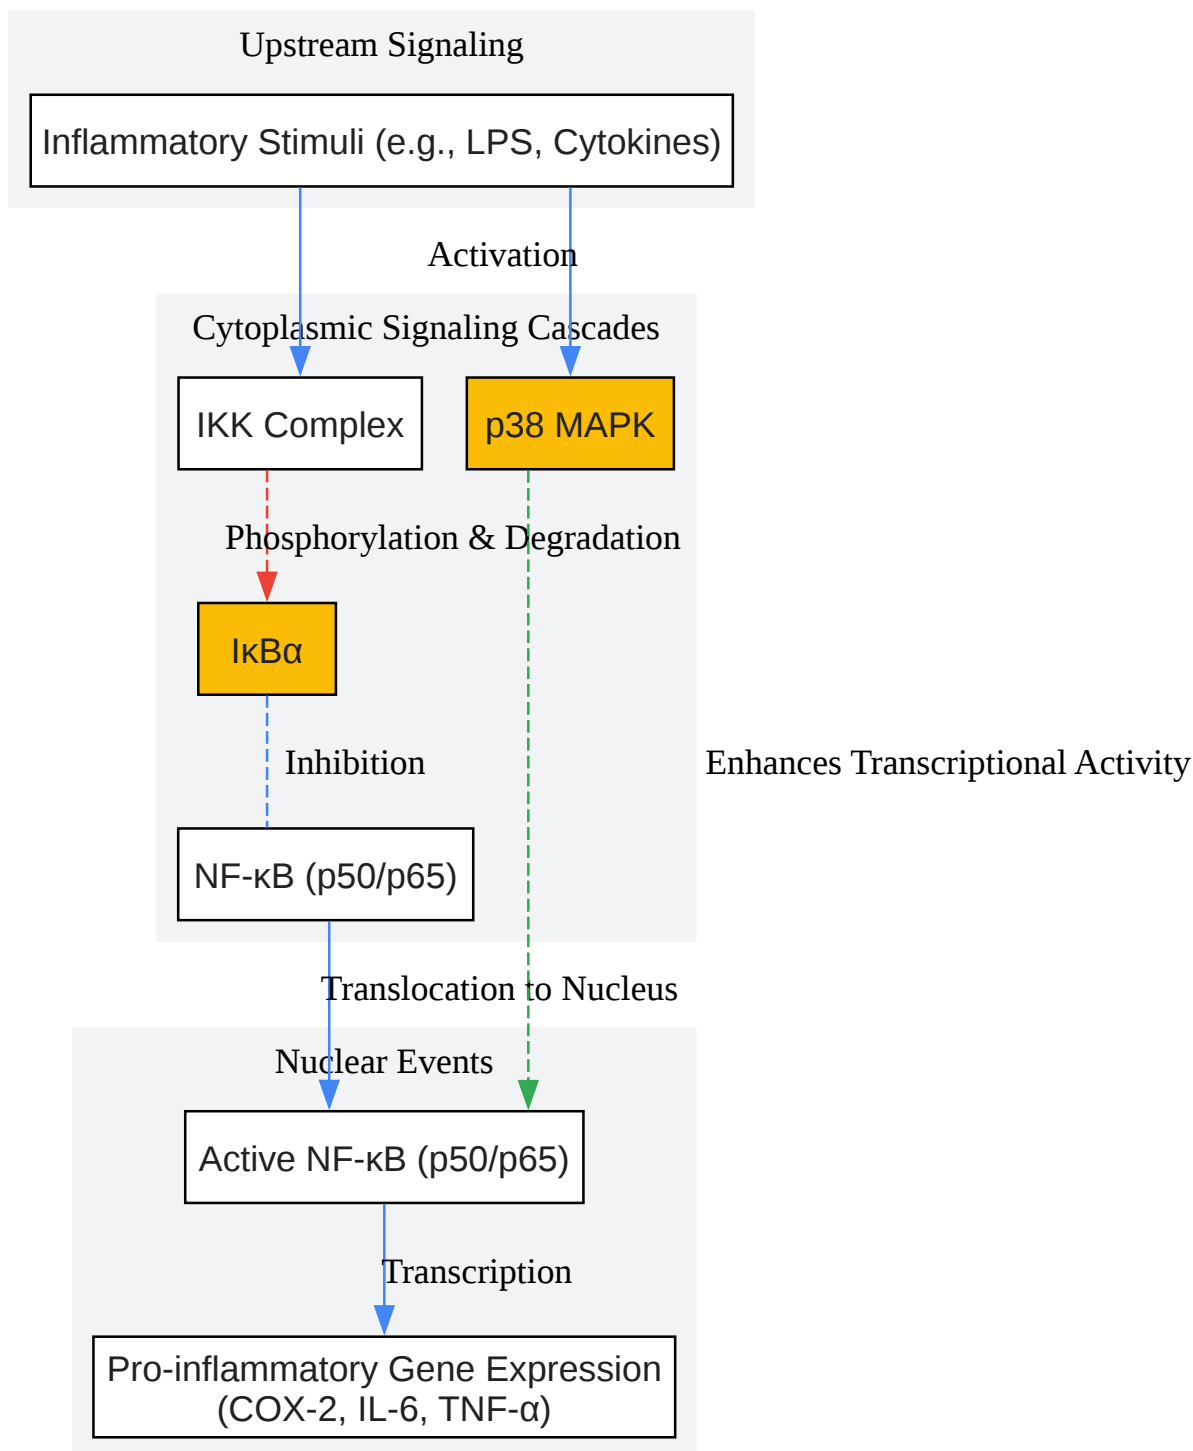 Upstream Signaling
Inflammatory Stimuli (e.g., LPS, Cytokines)
Activation
Cytoplasmic Signaling Cascades
IKK Complex
p38 MAPK
Phosphorylation & Degradation
IκBα
Inhibition
Enhances Transcriptional Activity
NF-κB (p50/p65)
Translocation to Nucleus
Nuclear Events
Active NF-κB (p50/p65)
Transcription
Pro-inflammatory Gene Expression
(COX-2, IL-6, TNF-α)